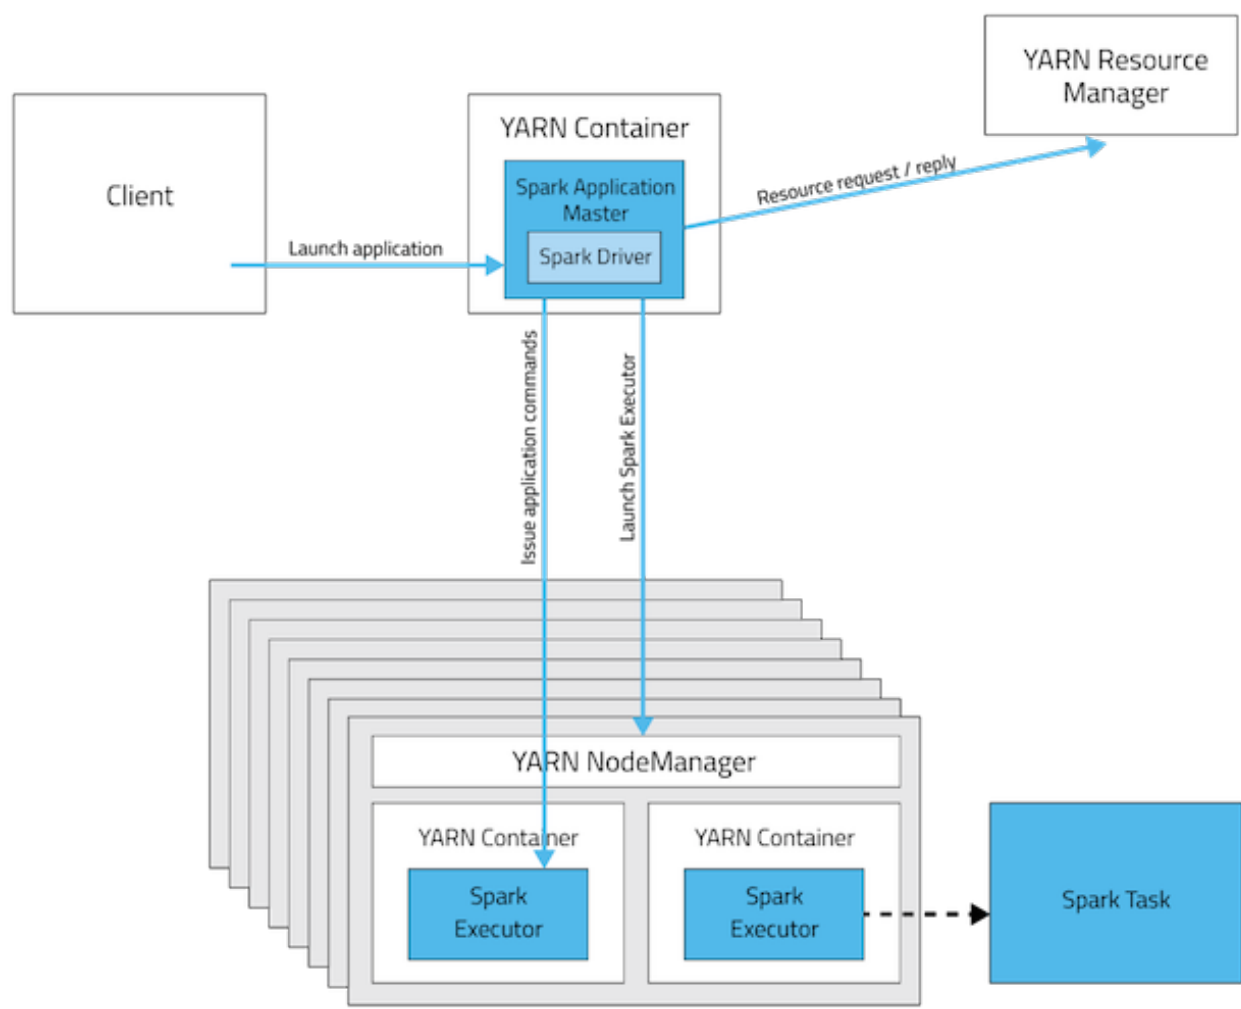 YARN Resource
Manager
YARN Container
Client
Spark Application
Master
Spark Driver
Launch application
Resource request / reply
Issue application commands
Launch Spark Executor
YARN NodeManager
YARN Container
Spark
Executor
YARN Container
Spark
Executor
Spark Task